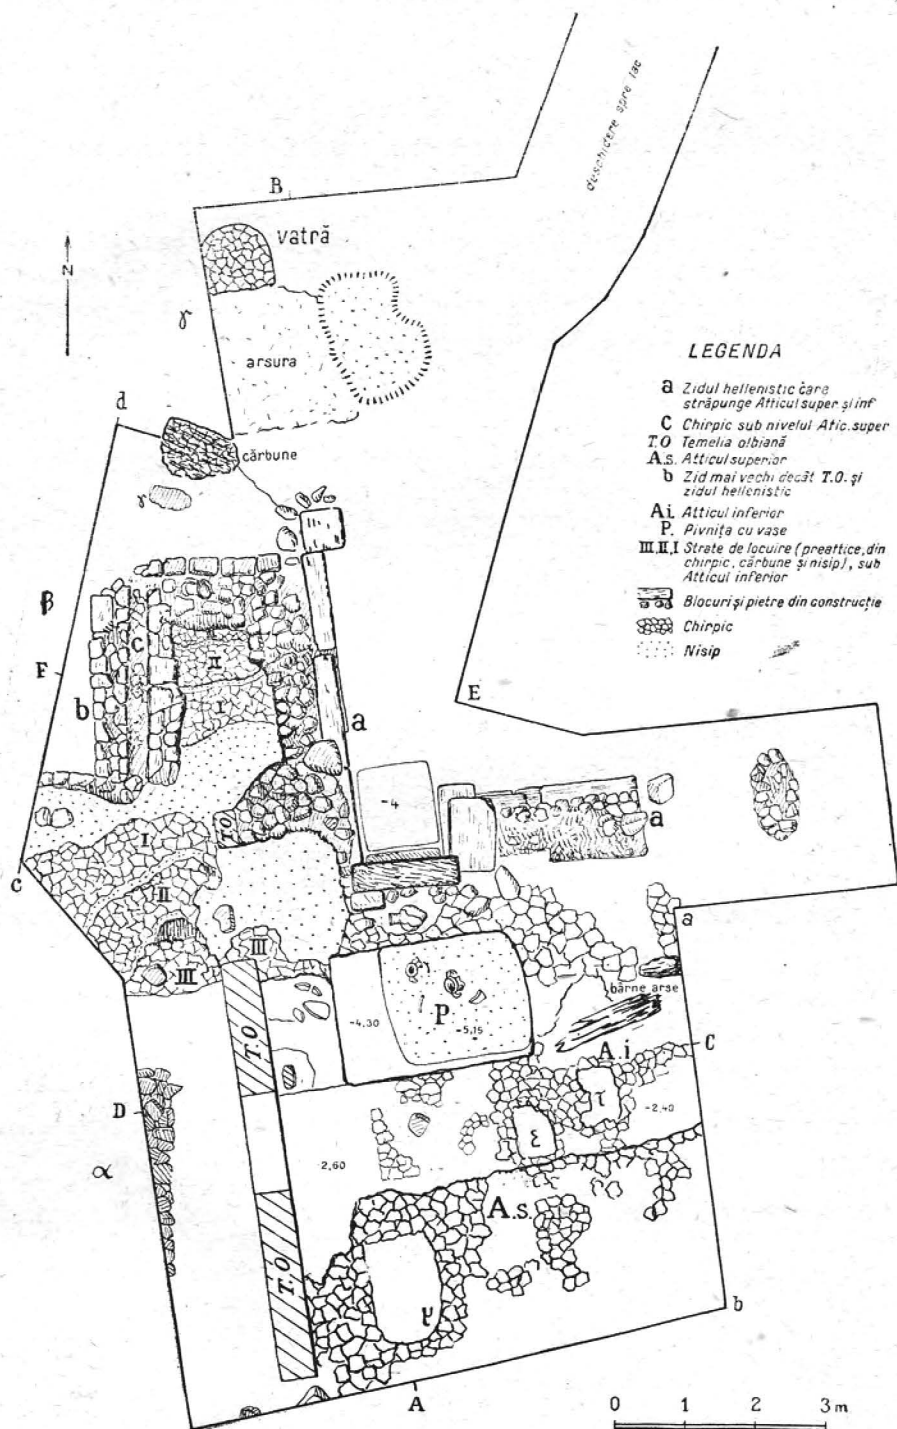 deschidere spre lac
B
vatră
N
ɣ
arsura
LEGENDA
a Zidul hellenistic care
străpunge Atticul super și inf
C Chirpic sub nivelul Atic. super
T.O Temelia olbiană
A.s. Atticul superior
b Zid mai vechi decât T.O. și
zidul hellenistic
A.i Atticul inferior
P. Pivnița cu vase
III,II,I Strate de locuire (preattice, din
chirpic, cărbune și nisip), sub
Atticul inferior
Blocuri și pietre din construcție
Chirpic
Nisip
d
cărbune
ɣ
β
C
II
F
I
E
b
a
-4
a
T.O
I
C
II
a
III
III
bârne arse
P
-4,30
-5,15
T.O
A.i
C
D
-2,40
ε
α
-2,60
A.s.
T.O
b
A
0 1 2 3 m